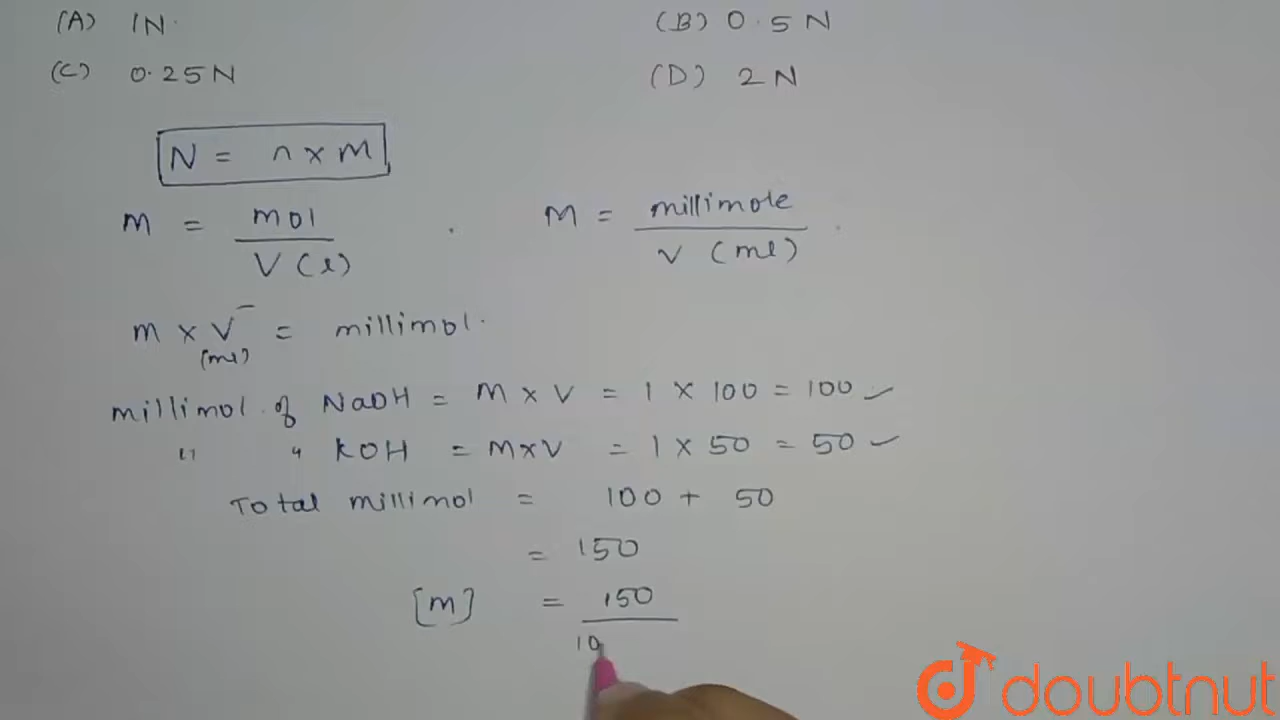 (A) 1N. (B) 0.5 N
(C) 0.25N (D) 2N
N = n x M
M = mol / V (l) . M = millimole / V (ml)
M x V = millimol.
(ml)
millimol. of NaOH = M x V = 1 x 100 = 100 ✓
" " KOH = M x V = 1 x 50 = 50 ✓
Total millimol = 100 + 50
= 150
[M] = 150
10
doubtnut